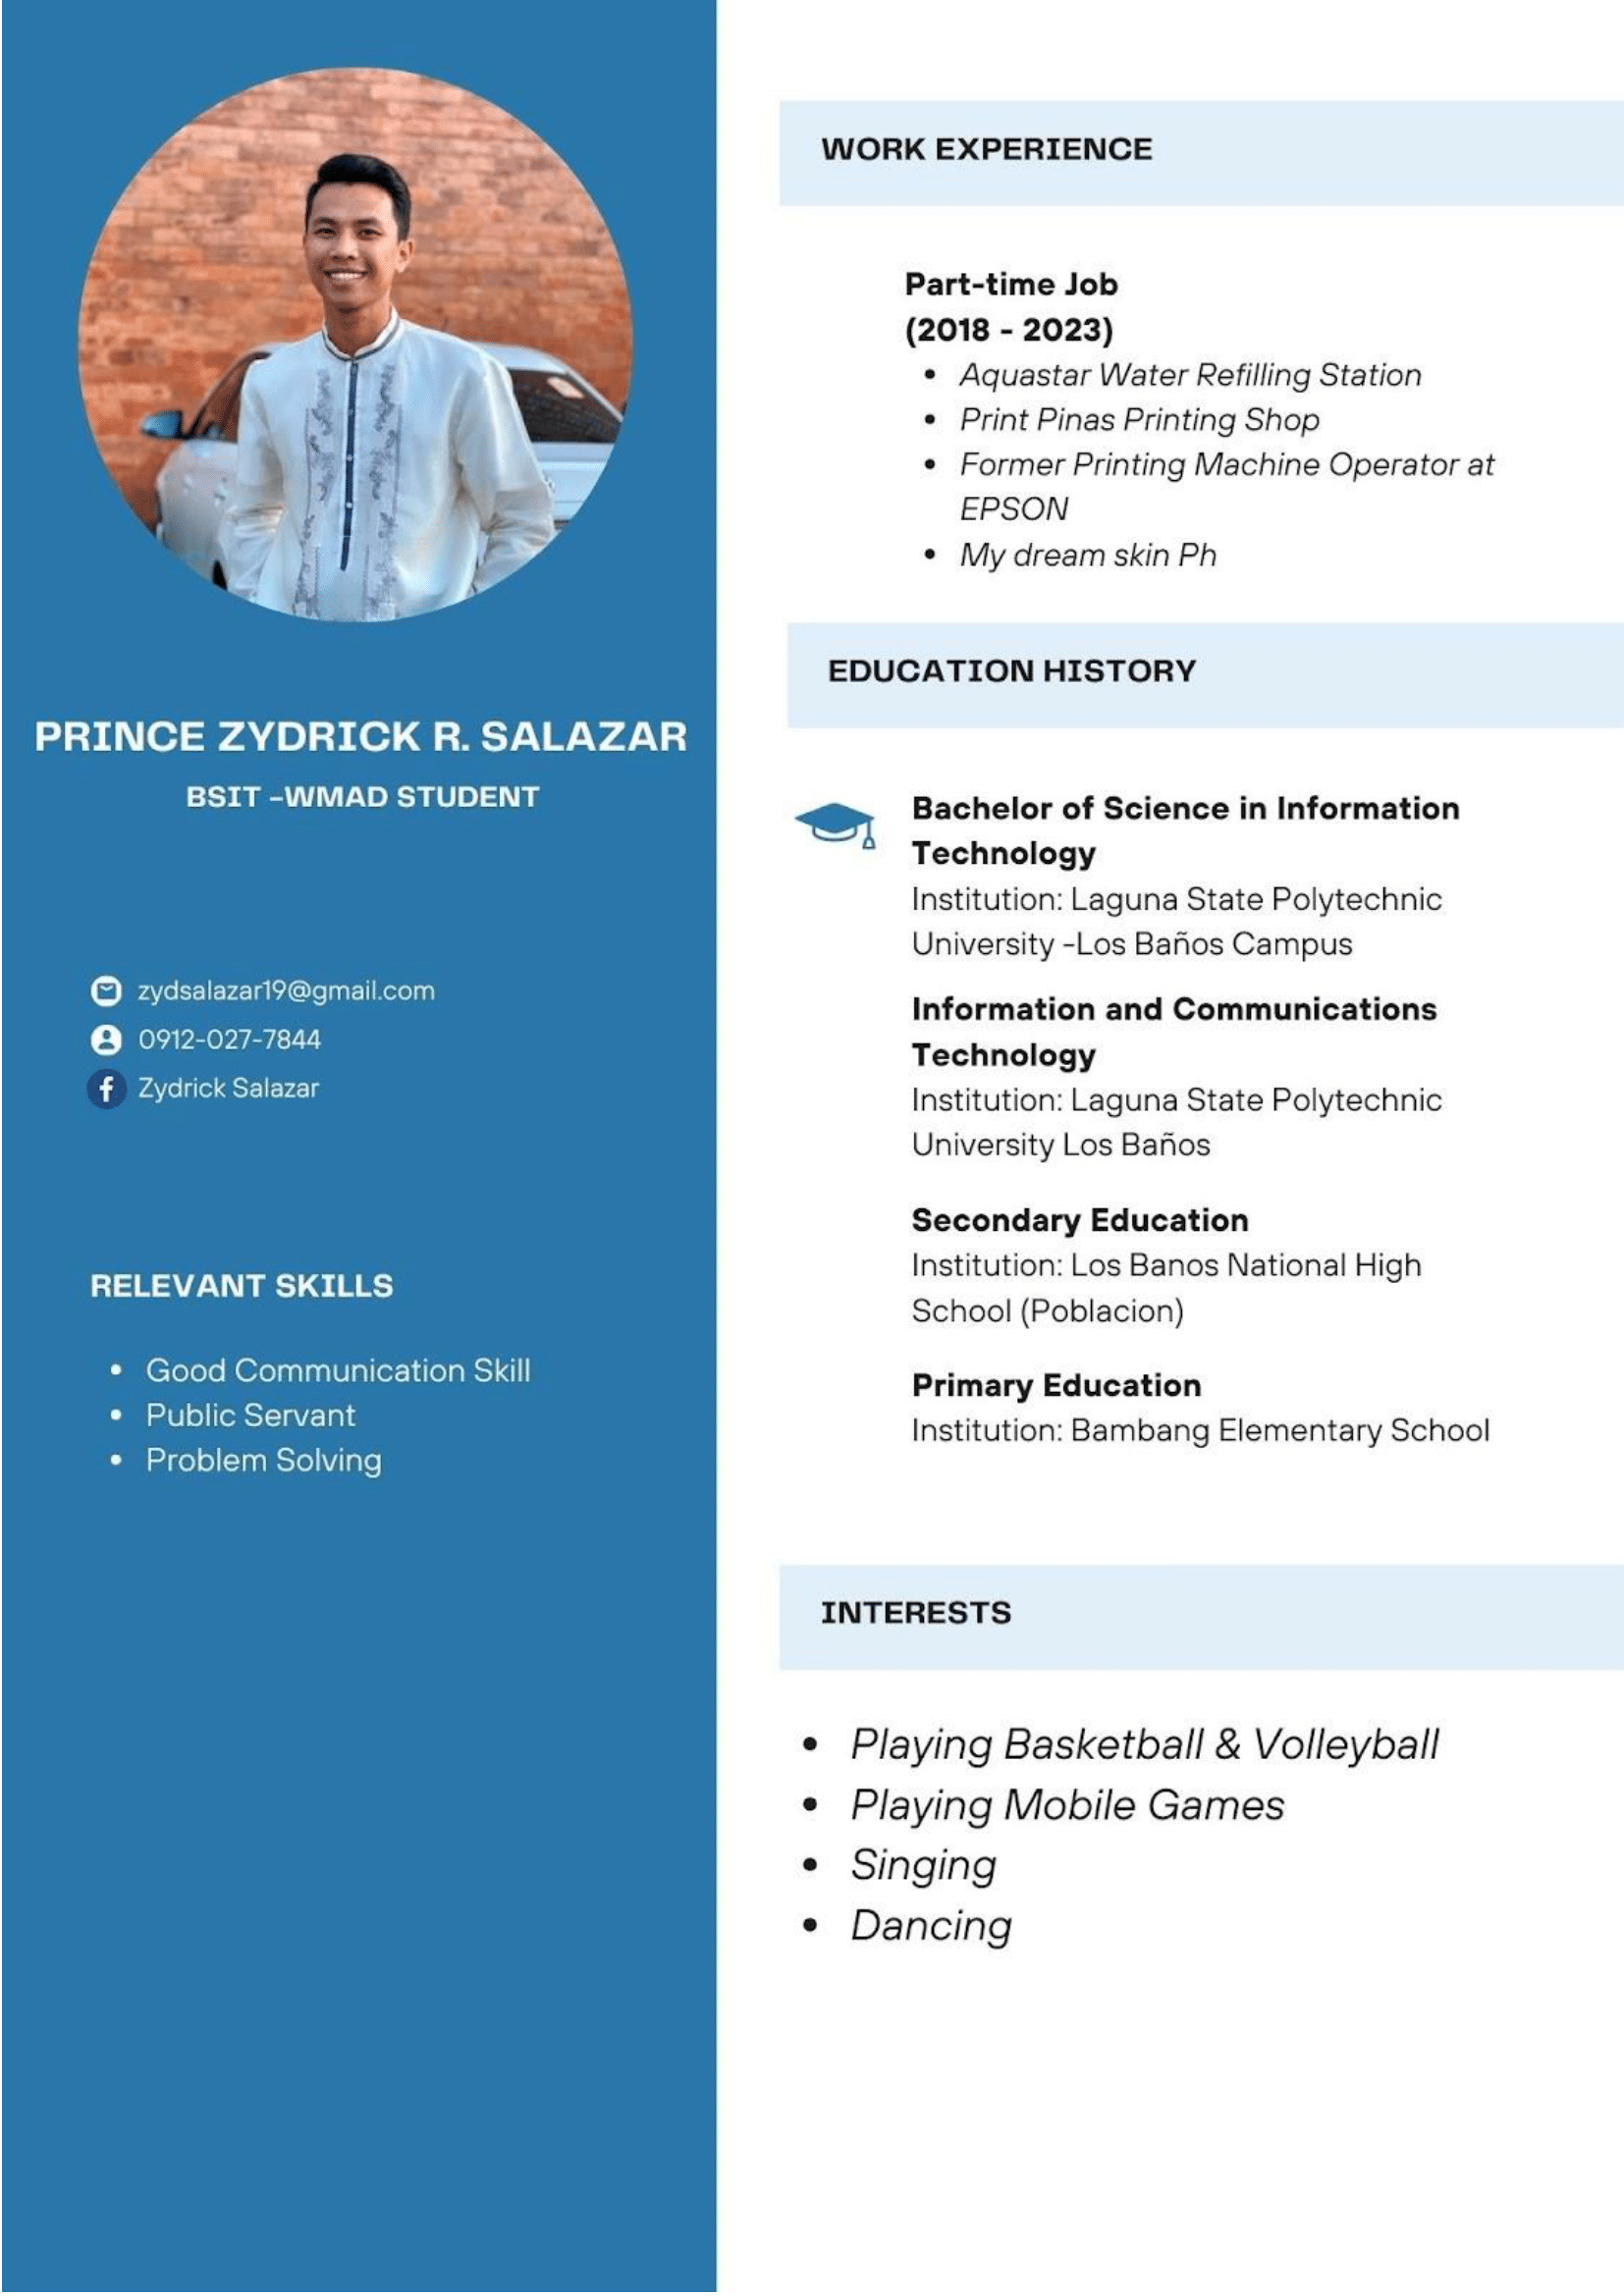 PRINCE ZYDRICK R. SALAZAR
BSIT -WMAD STUDENT
zydsalazar19@gmail.com
0912-027-7844
f
Zydrick Salazar
RELEVANT SKILLS
• Good Communication Skill
• Public Servant
• Problem Solving
WORK EXPERIENCE
Part-time Job
(2018 - 2023)
• Aquastar Water Refilling Station
• Print Pinas Printing Shop
• Former Printing Machine Operator at
EPSON
• My dream skin Ph
EDUCATION HISTORY
Bachelor of Science in Information
Technology
Institution: Laguna State Polytechnic
University -Los Baños Campus
Information and Communications
Technology
Institution: Laguna State Polytechnic
University Los Baños
Secondary Education
Institution: Los Banos National High
School (Poblacion)
Primary Education
Institution: Bambang Elementary School
INTERESTS
• Playing Basketball & Volleyball
• Playing Mobile Games
• Singing
• Dancing